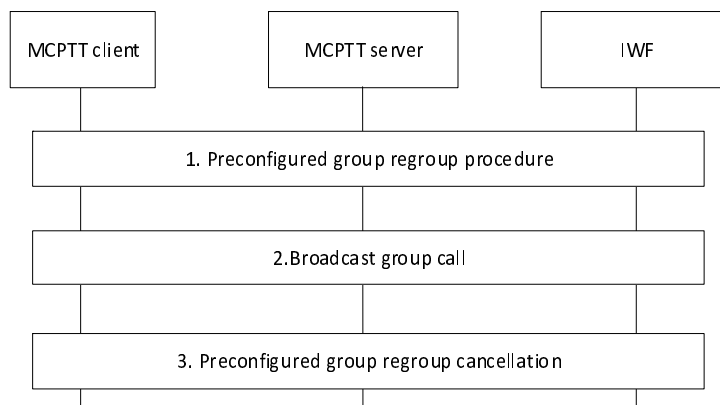 MCPTT client
MCPTT server
IWF
1. Preconfigured group regroup procedure
2.Broadcast group call
3. Preconfigured group regroup cancellation